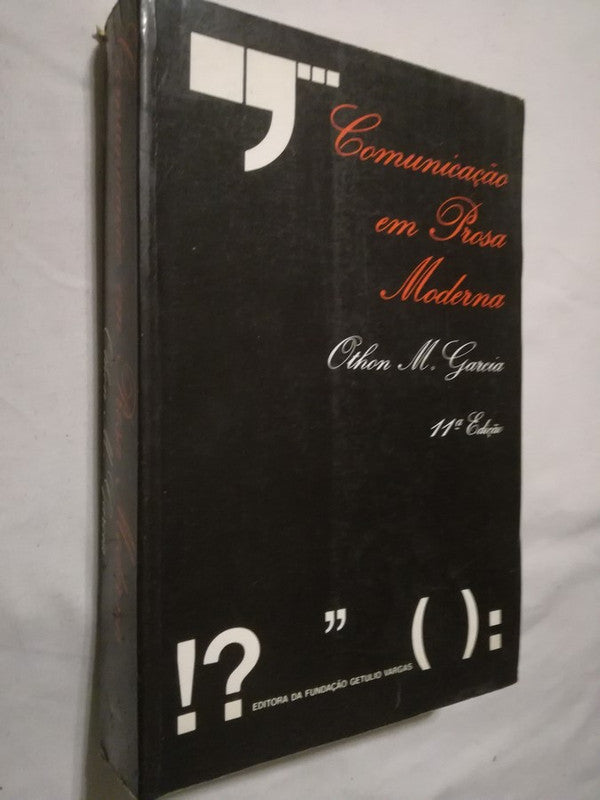 Comunicação
em Prosa
Moderna
Othon M. Garcia
11ª Edição
!? ” ( ):
EDITORA DA FUNDAÇÃO GETULIO VARGAS